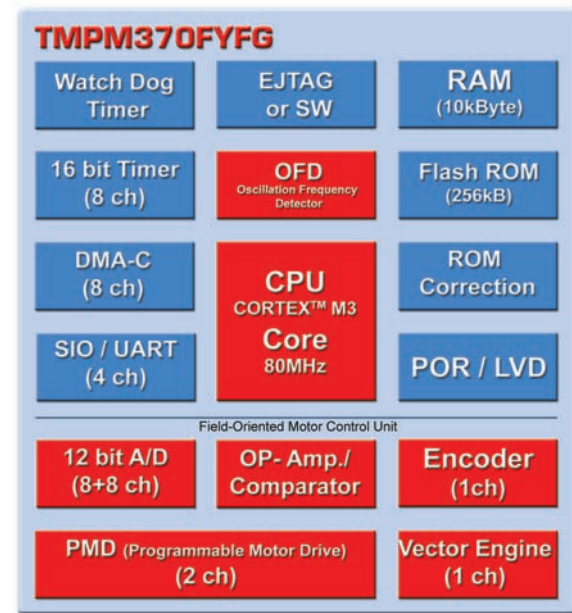 TMPM370FYFG
Watch Dog
Timer
EJTAG
or SW
RAM
(10kByte)
16 bit Timer
(8 ch)
OFD
Oscillation Frequency
Detector
Flash ROM
(256kB)
DMA-C
(8 ch)
CPU
CORTEX™ M3
Core
80MHz
ROM
Correction
SIO / UART
(4 ch)
POR / LVD
Field-Oriented Motor Control Unit
12 bit A/D
(8+8 ch)
OP- Amp./
Comparator
Encoder
(1ch)
PMD (Programmable Motor Drive)
(2 ch)
Vector Engine
(1 ch)